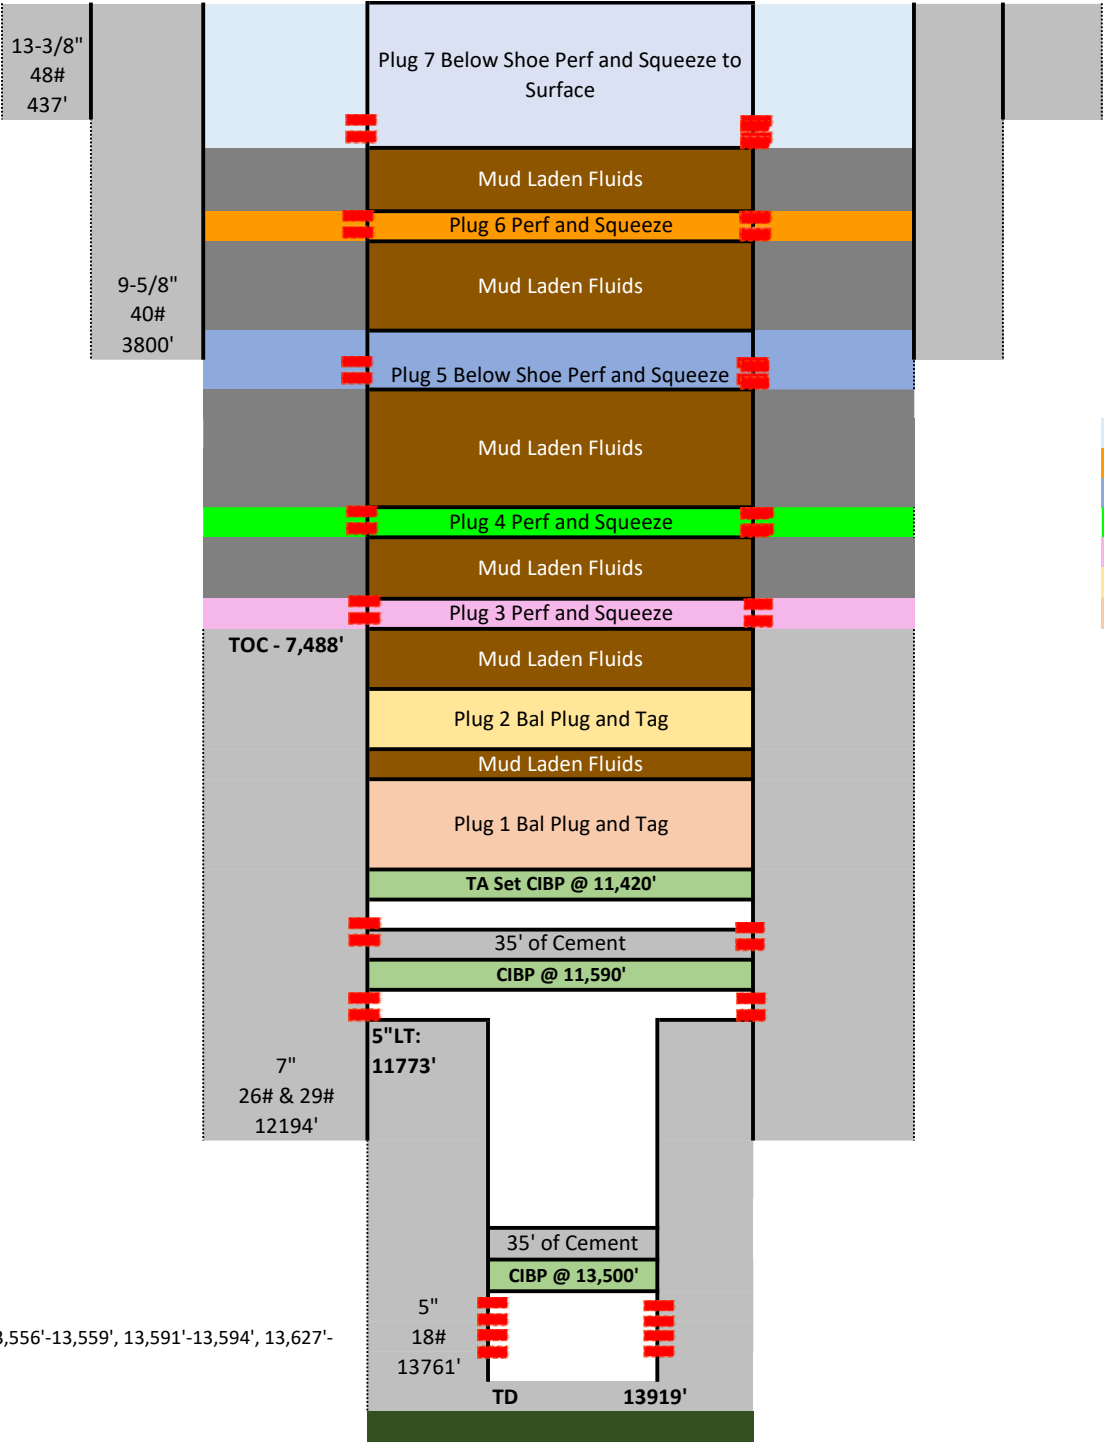 13-3/8"
48#
437'
Plug 7 Below Shoe Perf and Squeeze to
Surface
Mud Laden Fluids
Plug 6 Perf and Squeeze
9-5/8"
40#
3800'
Mud Laden Fluids
Plug 5 Below Shoe Perf and Squeeze
Mud Laden Fluids
Plug 4 Perf and Squeeze
Mud Laden Fluids
Plug 3 Perf and Squeeze
TOC - 7,488'
Mud Laden Fluids
Plug 2 Bal Plug and Tag
Mud Laden Fluids
Plug 1 Bal Plug and Tag
TA Set CIBP @ 11,420'
35' of Cement
CIBP @ 11,590'
5"LT:
11773'
7"
26# & 29#
12194'
35' of Cement
CIBP @ 13,500'
5"
18#
13761'
,556'-13,559', 13,591'-13,594', 13,627'-
TD 13919'